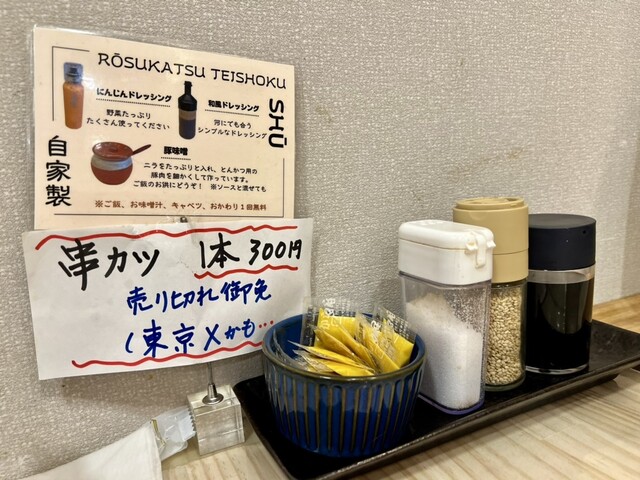 RŌSUKATSU TEISHOKU
SHŪ
にんじんドレッシング
野菜たっぷり
たくさん使ってください
和風ドレッシング
何にでも合う
シンプルなドレッシング
自家製
豚味噌
ニラをたっぷりと入れ、とんかつ用の
豚肉を細かくして作っています。
ご飯のお供にどうぞ！ ※ソースと混ぜても
※ご飯、お味噌汁、キャベツ、おかわり1回無料
串カツ 1本300円
売り切れ御免
(東京Xかも…